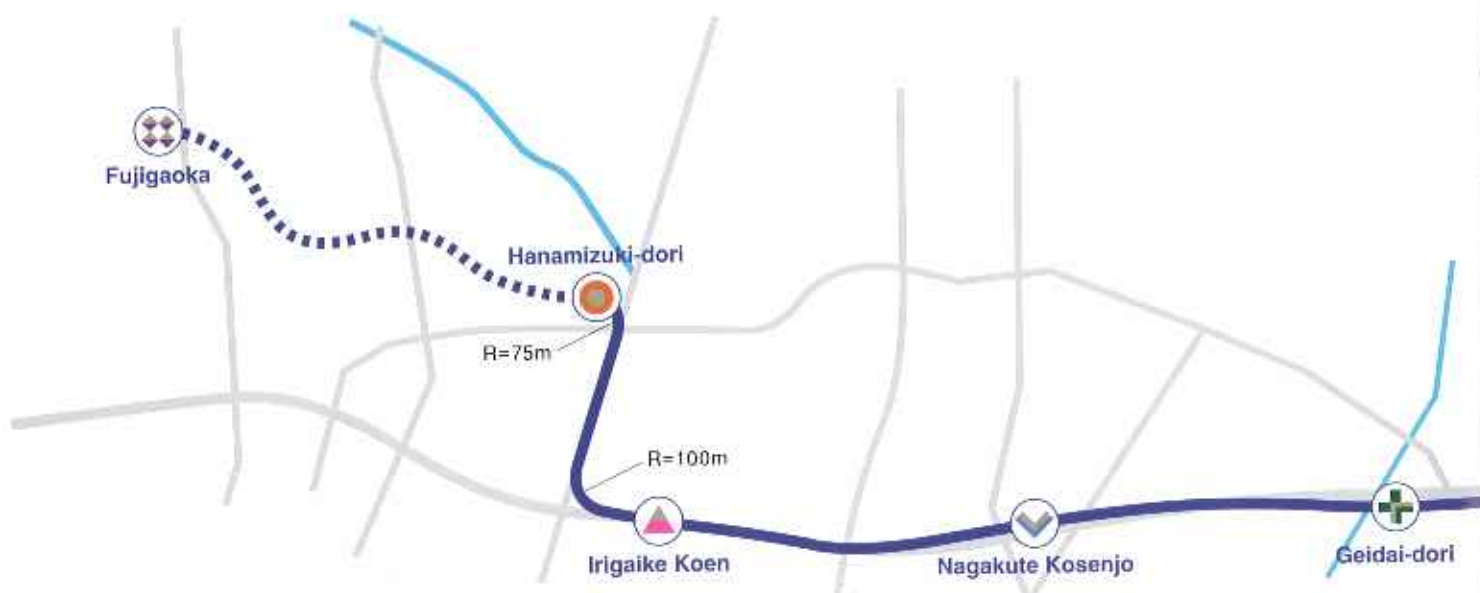 Fujigaoka
Hanamizuki-dori
R=75m
R=100m
Irigaike Koen
Nagakute Kosenjo
Geidai-dori